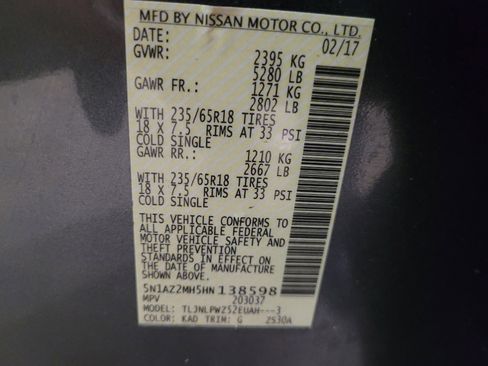 MFD BY NISSAN MOTOR CO., LTD.
DATE: 02/17
GVWR: 2395 KG
5280 LB
GAWR FR.: 1271 KG
2802 LB
WITH 235/65R18 TIRES
18 X 7.5 RIMS AT 33 PSI
COLD SINGLE
GAWR RR.: 1210 KG
2667 LB
WITH 235/65R18 TIRES
18 X 7.5 RIMS AT 33 PSI
COLD SINGLE
THIS VEHICLE CONFORMS TO
ALL APPLICABLE FEDERAL
MOTOR VEHICLE SAFETY AND
THEFT PREVENTION
STANDARDS IN EFFECT ON
THE DATE OF MANUFACTURE
SHOWN ABOVE.
5N1AZ2MH5HN 138598
MPV 203037
MODEL: TLJNLPWZ52EUAH---3
COLOR: KAD TRIM: G 2530A